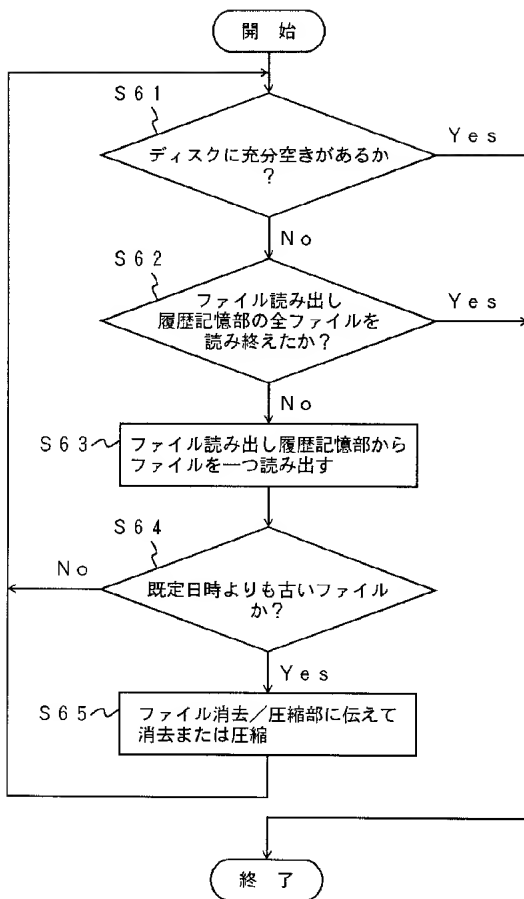 開 始
S61
ディスクに充分空きがあるか
?
Yes
No
S62
ファイル読み出し
履歴記憶部の全ファイルを
読み終えたか?
Yes
No
S63
ファイル読み出し履歴記憶部から
ファイルを一つ読み出す
S64
No
既定日時よりも古いファイル
か?
Yes
S65
ファイル消去/圧縮部に伝えて
消去または圧縮
終 了